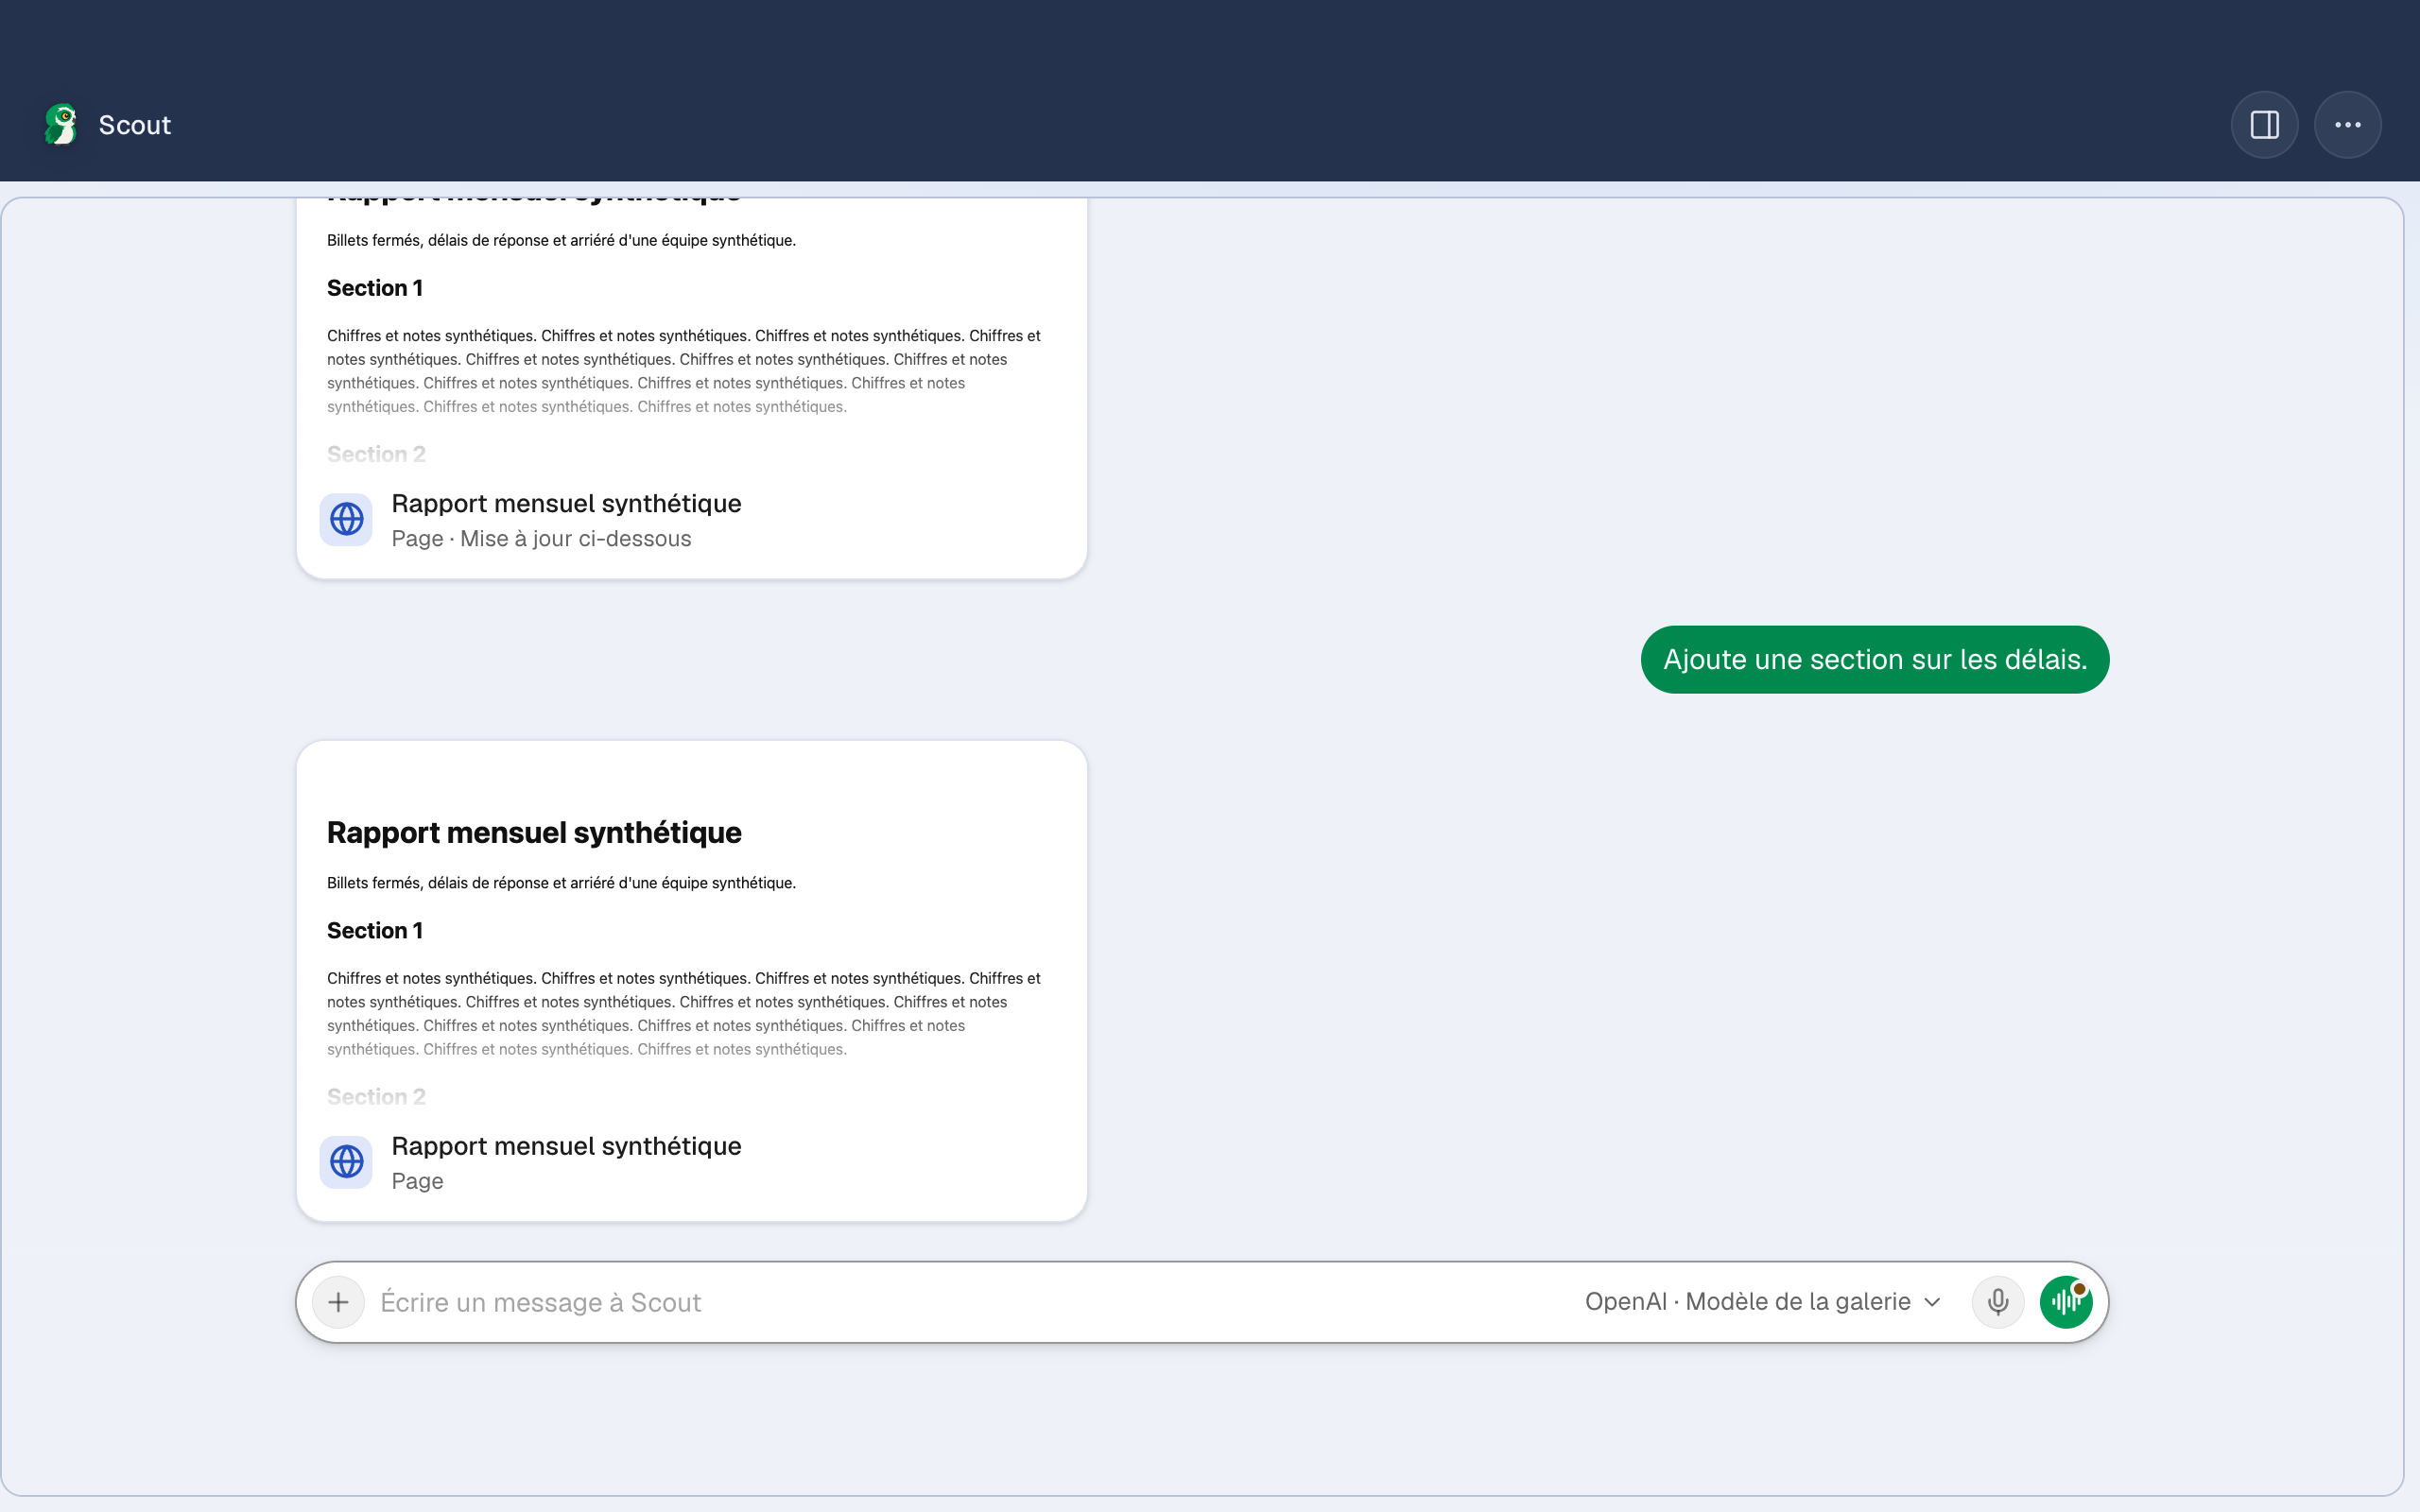 Scout
Rapport mensuel synthétique
Billets fermés, délais de réponse et arriéré d'une équipe synthétique.
Section 1
Chiffres et notes synthétiques. Chiffres et notes synthétiques. Chiffres et notes synthétiques. Chiffres et
notes synthétiques. Chiffres et notes synthétiques. Chiffres et notes synthétiques. Chiffres et notes
synthétiques. Chiffres et notes synthétiques. Chiffres et notes synthétiques. Chiffres et notes
synthétiques. Chiffres et notes synthétiques. Chiffres et notes synthétiques.
Section 2
Rapport mensuel synthétique
Page · Mise à jour ci-dessous
Ajoute une section sur les délais.
Rapport mensuel synthétique
Billets fermés, délais de réponse et arriéré d'une équipe synthétique.
Section 1
Chiffres et notes synthétiques. Chiffres et notes synthétiques. Chiffres et notes synthétiques. Chiffres et
notes synthétiques. Chiffres et notes synthétiques. Chiffres et notes synthétiques. Chiffres et notes
synthétiques. Chiffres et notes synthétiques. Chiffres et notes synthétiques. Chiffres et notes
synthétiques. Chiffres et notes synthétiques. Chiffres et notes synthétiques.
Section 2
Rapport mensuel synthétique
Page
Écrire un message à Scout
OpenAI · Modèle de la galerie